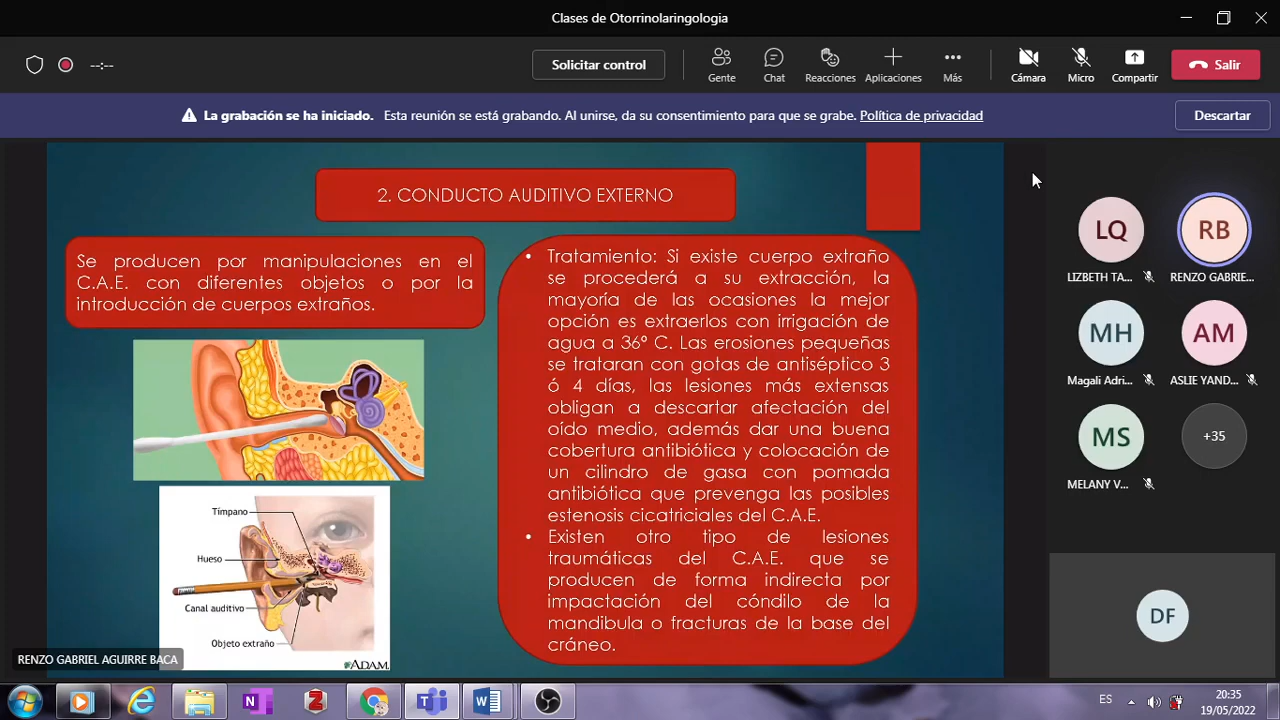 Clases de Otorrinolaringologia
--:--
Solicitar control
Gente
Chat
Reacciones
Aplicaciones
Más
Cámara
Micro
Compartir
Salir
La grabación se ha iniciado. Esta reunión se está grabando. Al unirse, da su consentimiento para que se grabe. Política de privacidad
Descartar
2. CONDUCTO AUDITIVO EXTERNO
Se producen por manipulaciones en el
C.A.E. con diferentes objetos o por la
introducción de cuerpos extraños.
Tímpano
Hueso
Canal auditivo
Objeto extraño
ADAM.
• Tratamiento: Si existe cuerpo extraño
se procederá a su extracción, la
mayoría de las ocasiones la mejor
opción es extraerlos con irrigación de
agua a 36º C. Las erosiones pequeñas
se trataran con gotas de antiséptico 3
ó 4 días, las lesiones más extensas
obligan a descartar afectación del
oído medio, además dar una buena
cobertura antibiótica y colocación de
un cilindro de gasa con pomada
antibiótica que prevenga las posibles
estenosis cicatriciales del C.A.E.
• Existen otro tipo de lesiones
traumáticas del C.A.E. que se
producen de forma indirecta por
impactación del cóndilo de la
mandibula o fracturas de la base del
cráneo.
RENZO GABRIEL AGUIRRE BACA
LQ
LIZBETH TA...
RB
RENZO GABRIE...
MH
Magali Adri...
AM
ASLIE YAND...
MS
MELANY V...
+35
DF
ES
20:35
19/05/2022